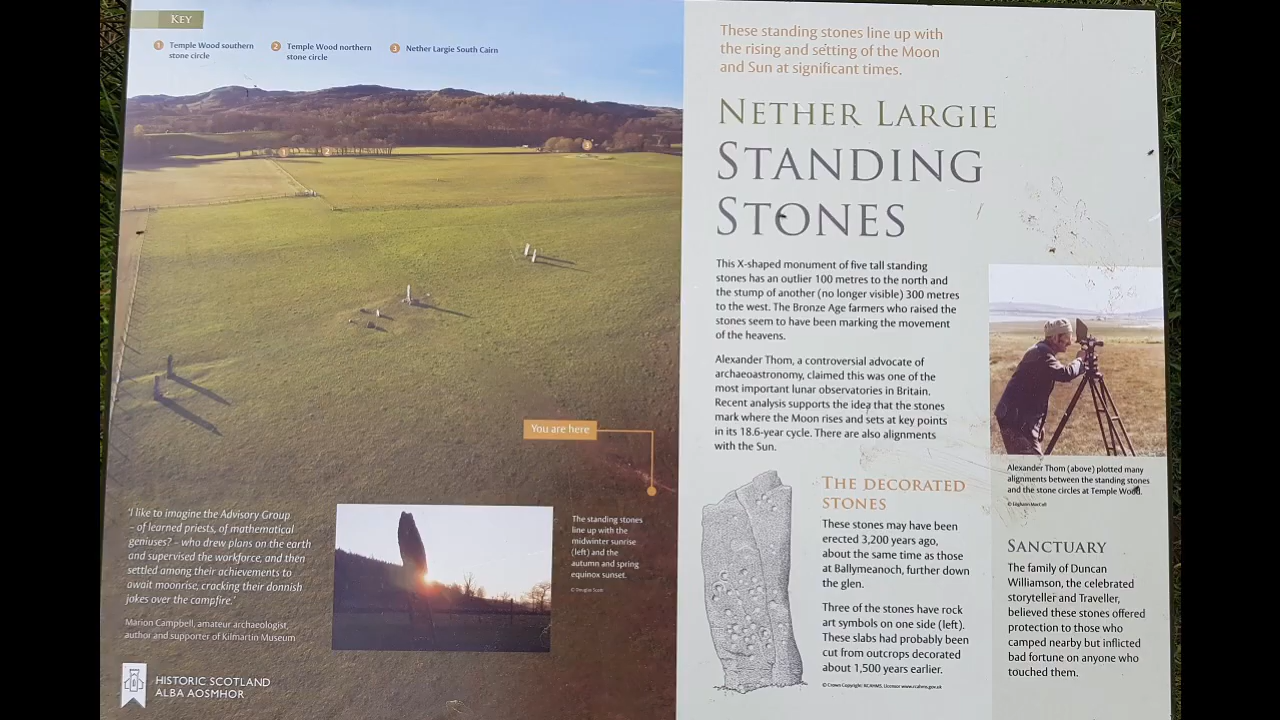 KEY
1 Temple Wood southern
stone circle
2 Temple Wood northern
stone circle
3 Nether Largie South Cairn
1
2
3
You are here
'I like to imagine the Advisory Group
– of learned priests, of mathematical
geniuses? – who drew plans on the earth
and supervised the workforce, and then
settled among their achievements to
await moonrise, cracking their donnish
jokes over the campfire.'
Marion Campbell, amateur archaeologist,
author and supporter of Kilmartin Museum
The standing stones
line up with the
midwinter sunrise
(left) and the
autumn and spring
equinox sunset.
© Douglas Scott
HISTORIC SCOTLAND
ALBA AOSMHOR
These standing stones line up with
the rising and setting of the Moon
and Sun at significant times.
NETHER LARGIE
STANDING
STONES
This X-shaped monument of five tall standing
stones has an outlier 100 metres to the north and
the stump of another (no longer visible) 300 metres
to the west. The Bronze Age farmers who raised the
stones seem to have been marking the movement
of the heavens.
Alexander Thom, a controversial advocate of
archaeoastronomy, claimed this was one of the
most important lunar observatories in Britain.
Recent analysis supports the idea that the stones
mark where the Moon rises and sets at key points
in its 18.6-year cycle. There are also alignments
with the Sun.
THE DECORATED
STONES
These stones may have been
erected 3,200 years ago,
about the same time as those
at Ballymeanoch, further down
the glen.
Three of the stones have rock
art symbols on one side (left).
These slabs had probably been
cut from outcrops decorated
about 1,500 years earlier.
© Crown Copyright: RCAHMS. Licensor www.rcahms.gov.uk
Alexander Thom (above) plotted many
alignments between the standing stones
and the stone circles at Temple Wood.
© Euan MacKie
SANCTUARY
The family of Duncan
Williamson, the celebrated
storyteller and Traveller,
believed these stones offered
protection to those who
camped nearby but inflicted
bad fortune on anyone who
touched them.